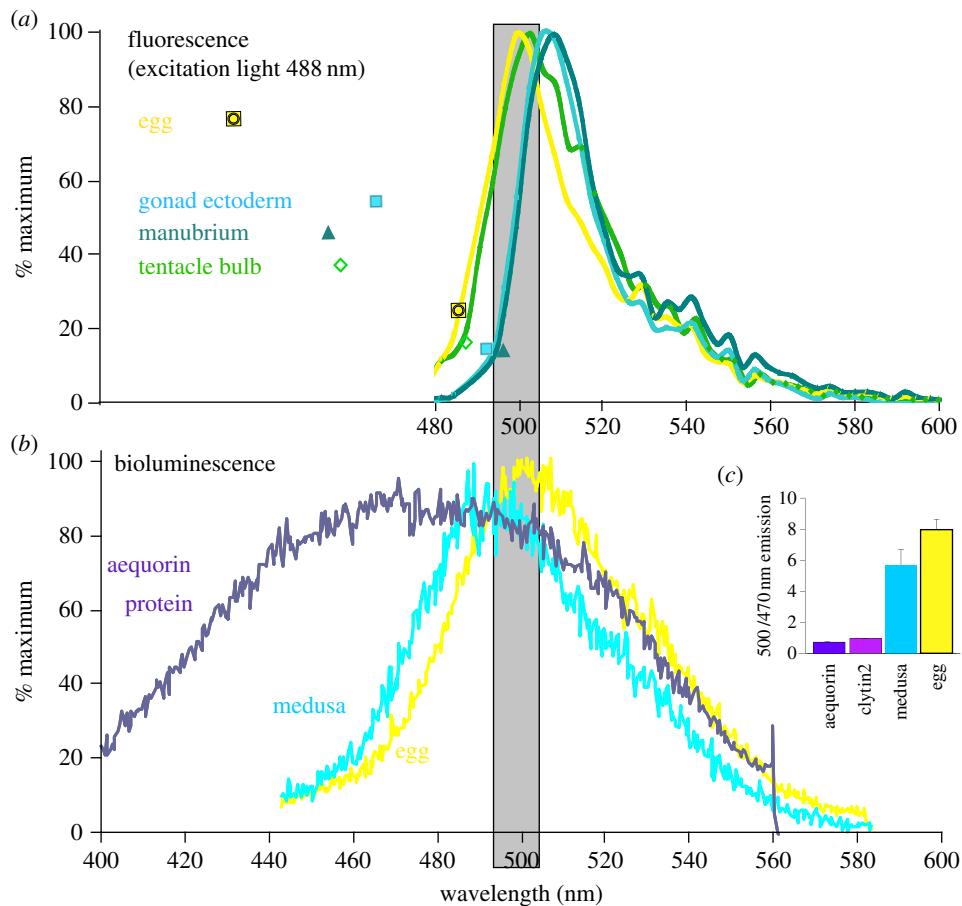 (a)
fluorescence
(excitation light 488 nm)
egg
gonad ectoderm
manubrium
tentacle bulb
% maximum
100
80
60
40
20
0
480 500 520 540 560 580 600
(b)
bioluminescence
aequorin
protein
medusa
egg
% maximum
100
80
60
40
20
0
400 420 440 460 480 500 520 540 560 580 600
wavelength (nm)
(c)
500 /470 nm emission
10
8
6
4
2
0
aequorin
clytin2
medusa
egg